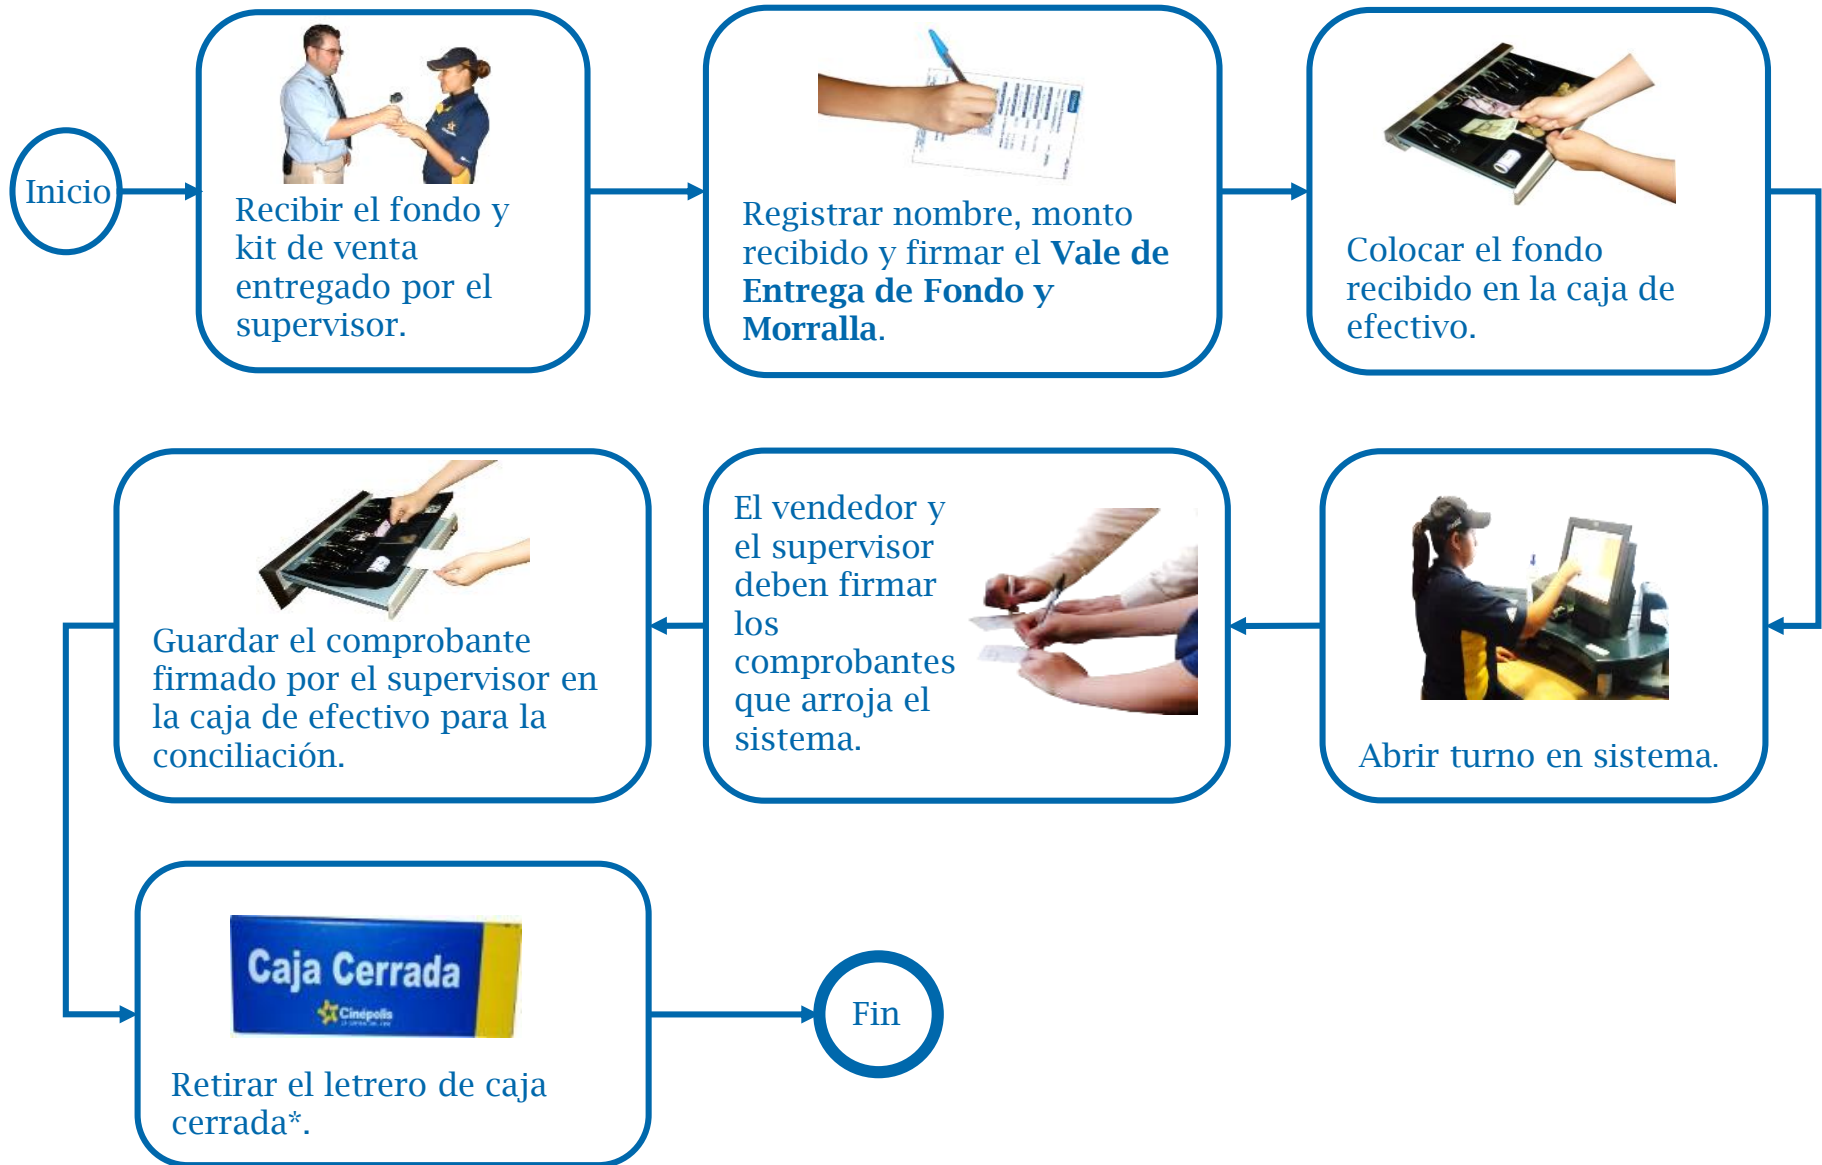 Inicio
Recibir el fondo y
kit de venta
entregado por el
supervisor.
Registrar nombre, monto
recibido y firmar el Vale de
Entrega de Fondo y
Morralla.
Colocar el fondo
recibido en la caja de
efectivo.
Abrir turno en sistema.
El vendedor y
el supervisor
deben firmar
los
comprobantes
que arroja el
sistema.
Guardar el comprobante
firmado por el supervisor en
la caja de efectivo para la
conciliación.
Caja Cerrada
Cinépolis
Retirar el letrero de caja
cerrada*.
Fin